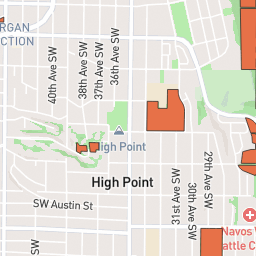 RGAN
CTION
40th Ave SW
38th Ave SW
37th Ave SW
36th Ave SW
High Point
High Point
SW Austin St
31st Ave SW
30th Ave SW
29th Ave SW
Navos
attle C